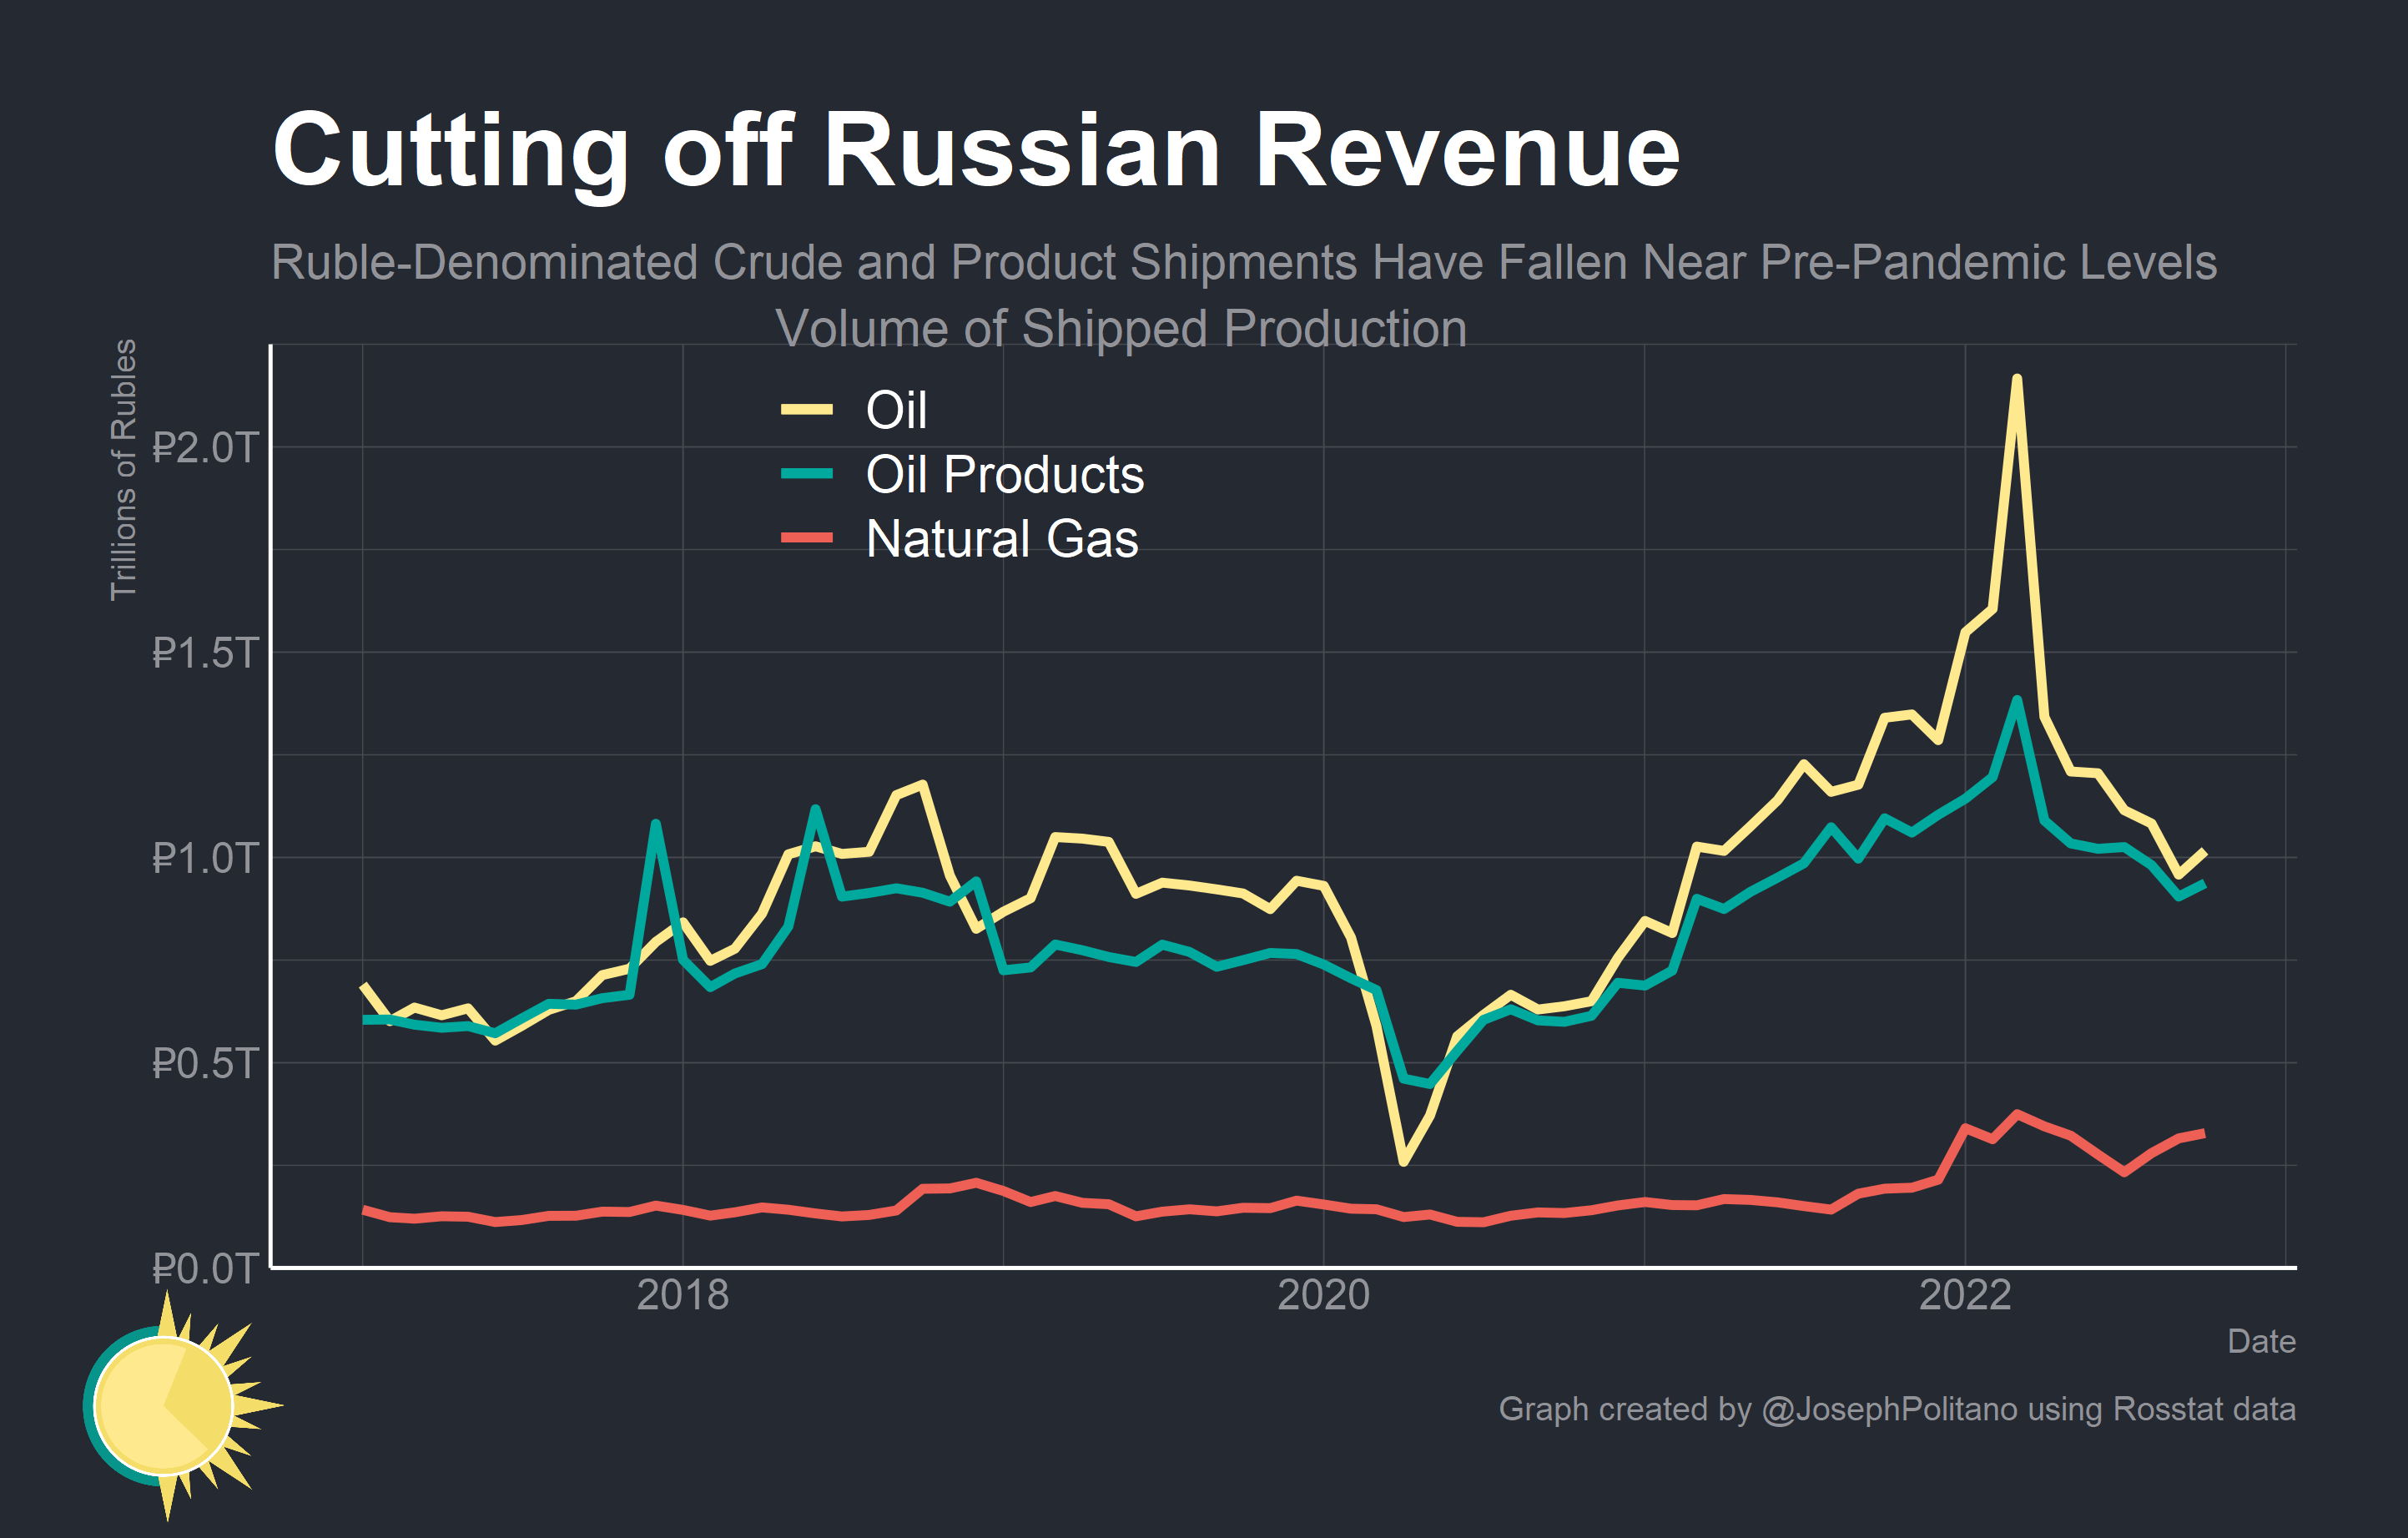 Cutting off Russian Revenue
Ruble-Denominated Crude and Product Shipments Have Fallen Near Pre-Pandemic Levels
Volume of Shipped Production
Oil
Oil Products
Natural Gas
Trillions of Rubles
₽2.0T
₽1.5T
₽1.0T
₽0.5T
₽0.0T
2018
2020
2022
Date
Graph created by @JosephPolitano using Rosstat data